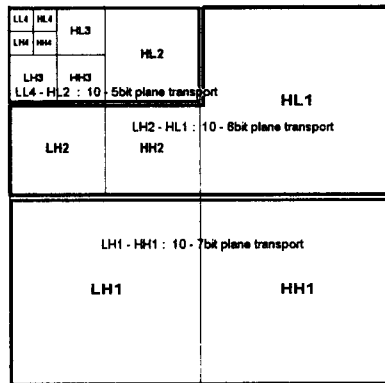 LL4 HL4
HL3
HL2
LH4 HH4
LH3 HH3
LL4 - HL2 : 10 - 5bit plane transport
HL1
LH2 - HL1 : 10 - 6bit plane transport
LH2 HH2
LH1 - HH1 : 10 - 7bit plane transport
LH1 HH1